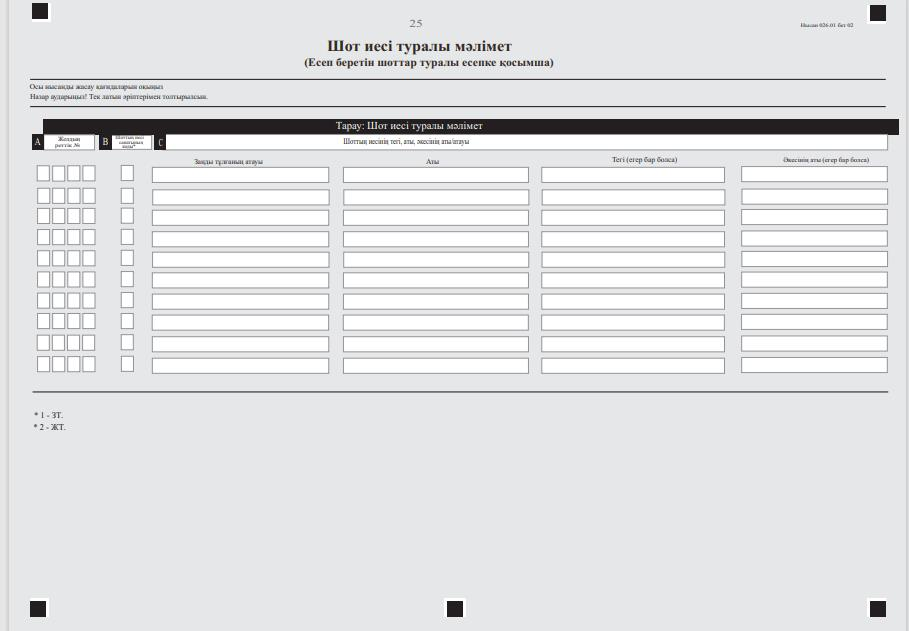 25
Нысан 026.01 бет 02
Шот иесі туралы мәлімет
(Есеп беретін шоттар туралы есепке қосымша)
Осы нысанды жасау қағидаларын оқыңыз
Назар аударыңыз! Тек латын әріптерімен толтырылсын.
Тарау: Шот иесі туралы мәлімет
A Жолдың реттік № B Шоттың иесі санатының коды* C Шоттың иесінің тегі, аты, әкесінің аты/атауы
Заңды тұлғаның атауы Аты Тегі (егер бар болса) Әкесінің аты (егер бар болса)
* 1 - ЗТ.
* 2 - ЖТ.